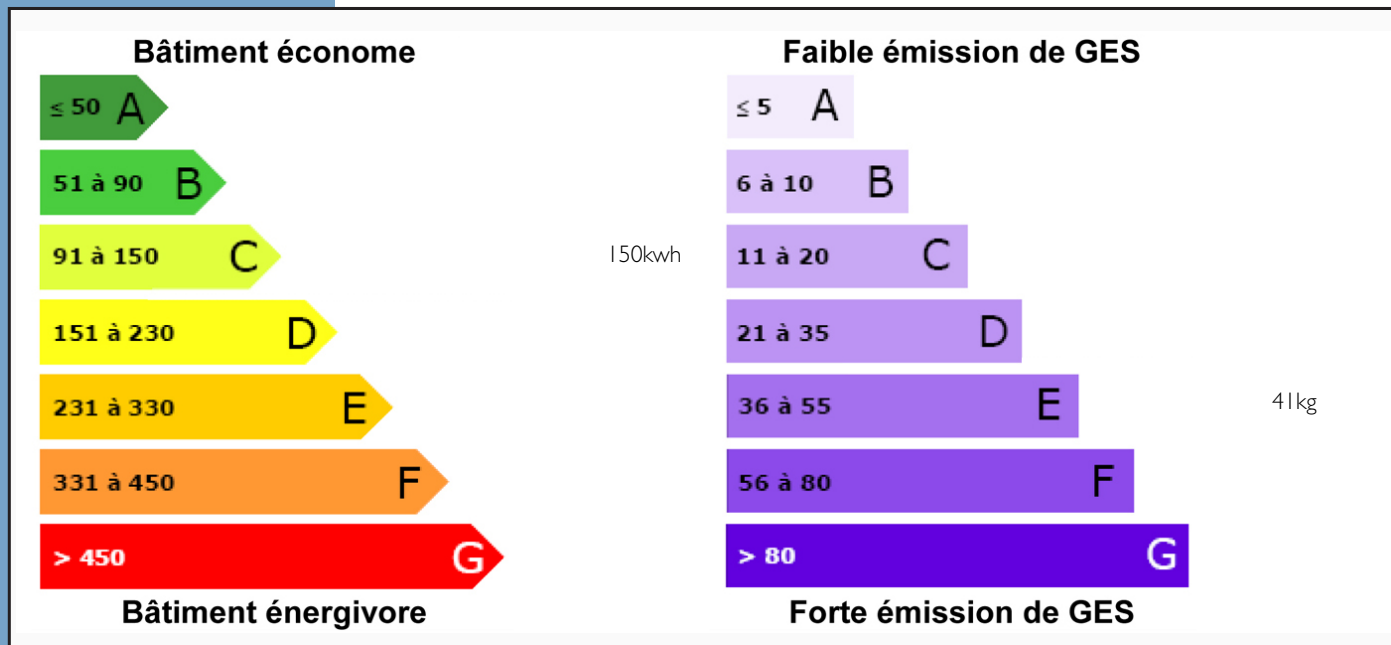 Bâtiment économe
≤ 50 A
51 à 90 B
91 à 150 C
150kwh
151 à 230 D
231 à 330 E
331 à 450 F
> 450 G
Bâtiment énergivore
Faible émission de GES
≤ 5 A
6 à 10 B
11 à 20 C
21 à 35 D
36 à 55 E
41kg
56 à 80 F
> 80 G
Forte émission de GES